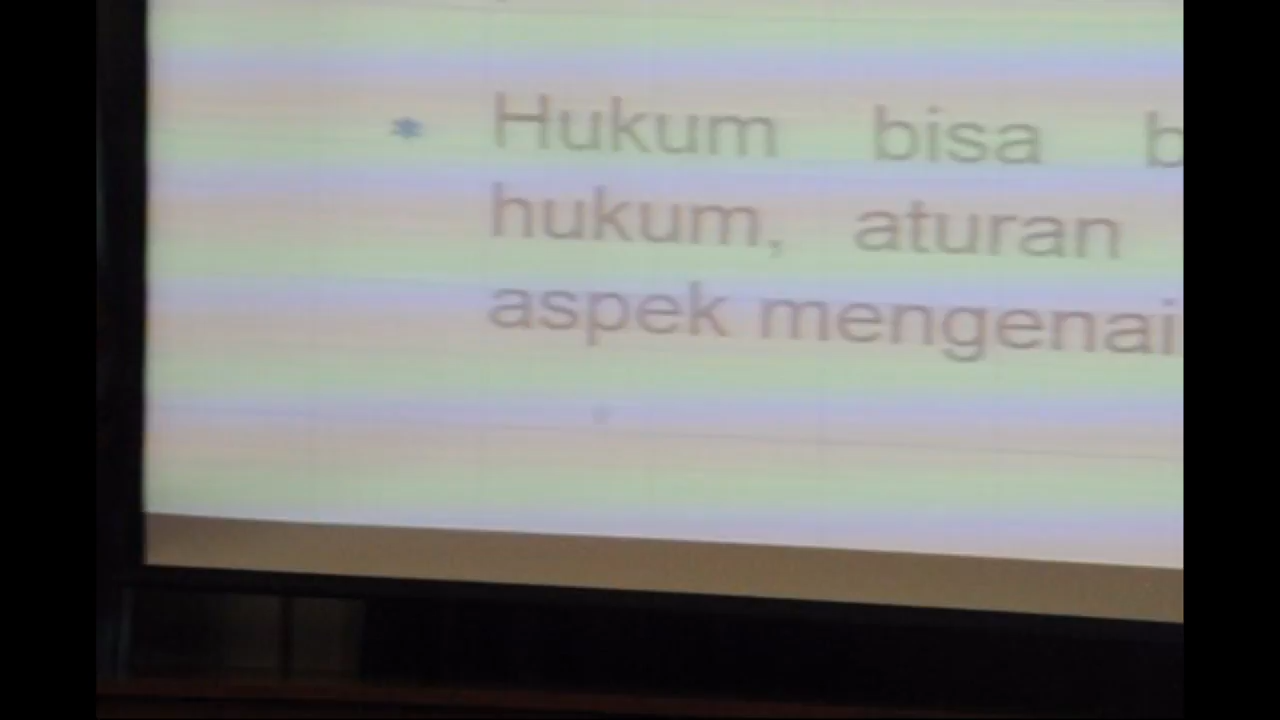 * Hukum bisa
hukum, aturan
aspek mengenai